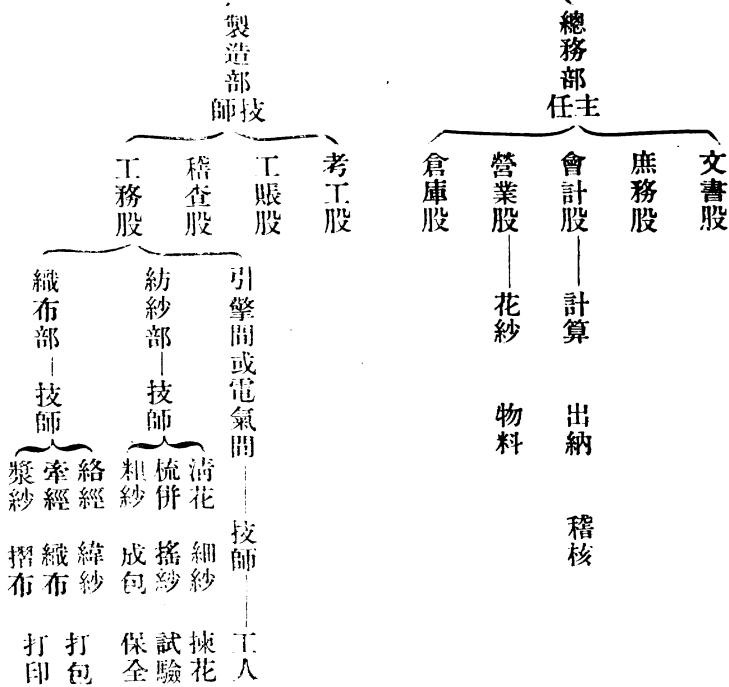 總務部
主任
文書股
庶務股
會計股
計算
出納
稽核
營業股
花紗
物料
倉庫股
製造部
技師
考工股
工賬股
稽查股
工務股
引擎間或電氣間
技師
工人
紡紗部
技師
清花
細紗
揀花
梳併
搖紗
試驗
粗紗
成包
保全
織布部
技師
絡經
緯紗
打包
牽經
織布
打印
漿紗
摺布